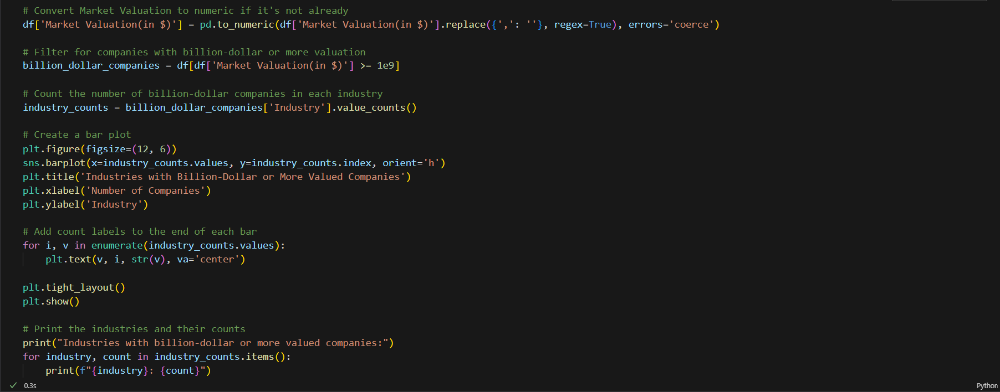 # Convert Market Valuation to numeric if it's not already
df['Market Valuation(in $)'] = pd.to_numeric(df['Market Valuation(in $)'].replace({',': ''}, regex=True), errors='coerce')
# Filter for companies with billion-dollar or more valuation
billion_dollar_companies = df[df['Market Valuation(in $)'] >= 1e9]
# Count the number of billion-dollar companies in each industry
industry_counts = billion_dollar_companies['Industry'].value_counts()
# Create a bar plot
plt.figure(figsize=(12, 6))
sns.barplot(x=industry_counts.values, y=industry_counts.index, orient='h')
plt.title('Industries with Billion-Dollar or More Valued Companies')
plt.xlabel('Number of Companies')
plt.ylabel('Industry')
# Add count labels to the end of each bar
for i, v in enumerate(industry_counts.values):
    plt.text(v, i, str(v), va='center')
plt.tight_layout()
plt.show()
# Print the industries and their counts
print("Industries with billion-dollar or more valued companies:")
for industry, count in industry_counts.items():
    print(f"{industry}: {count}")
0.3s
Python